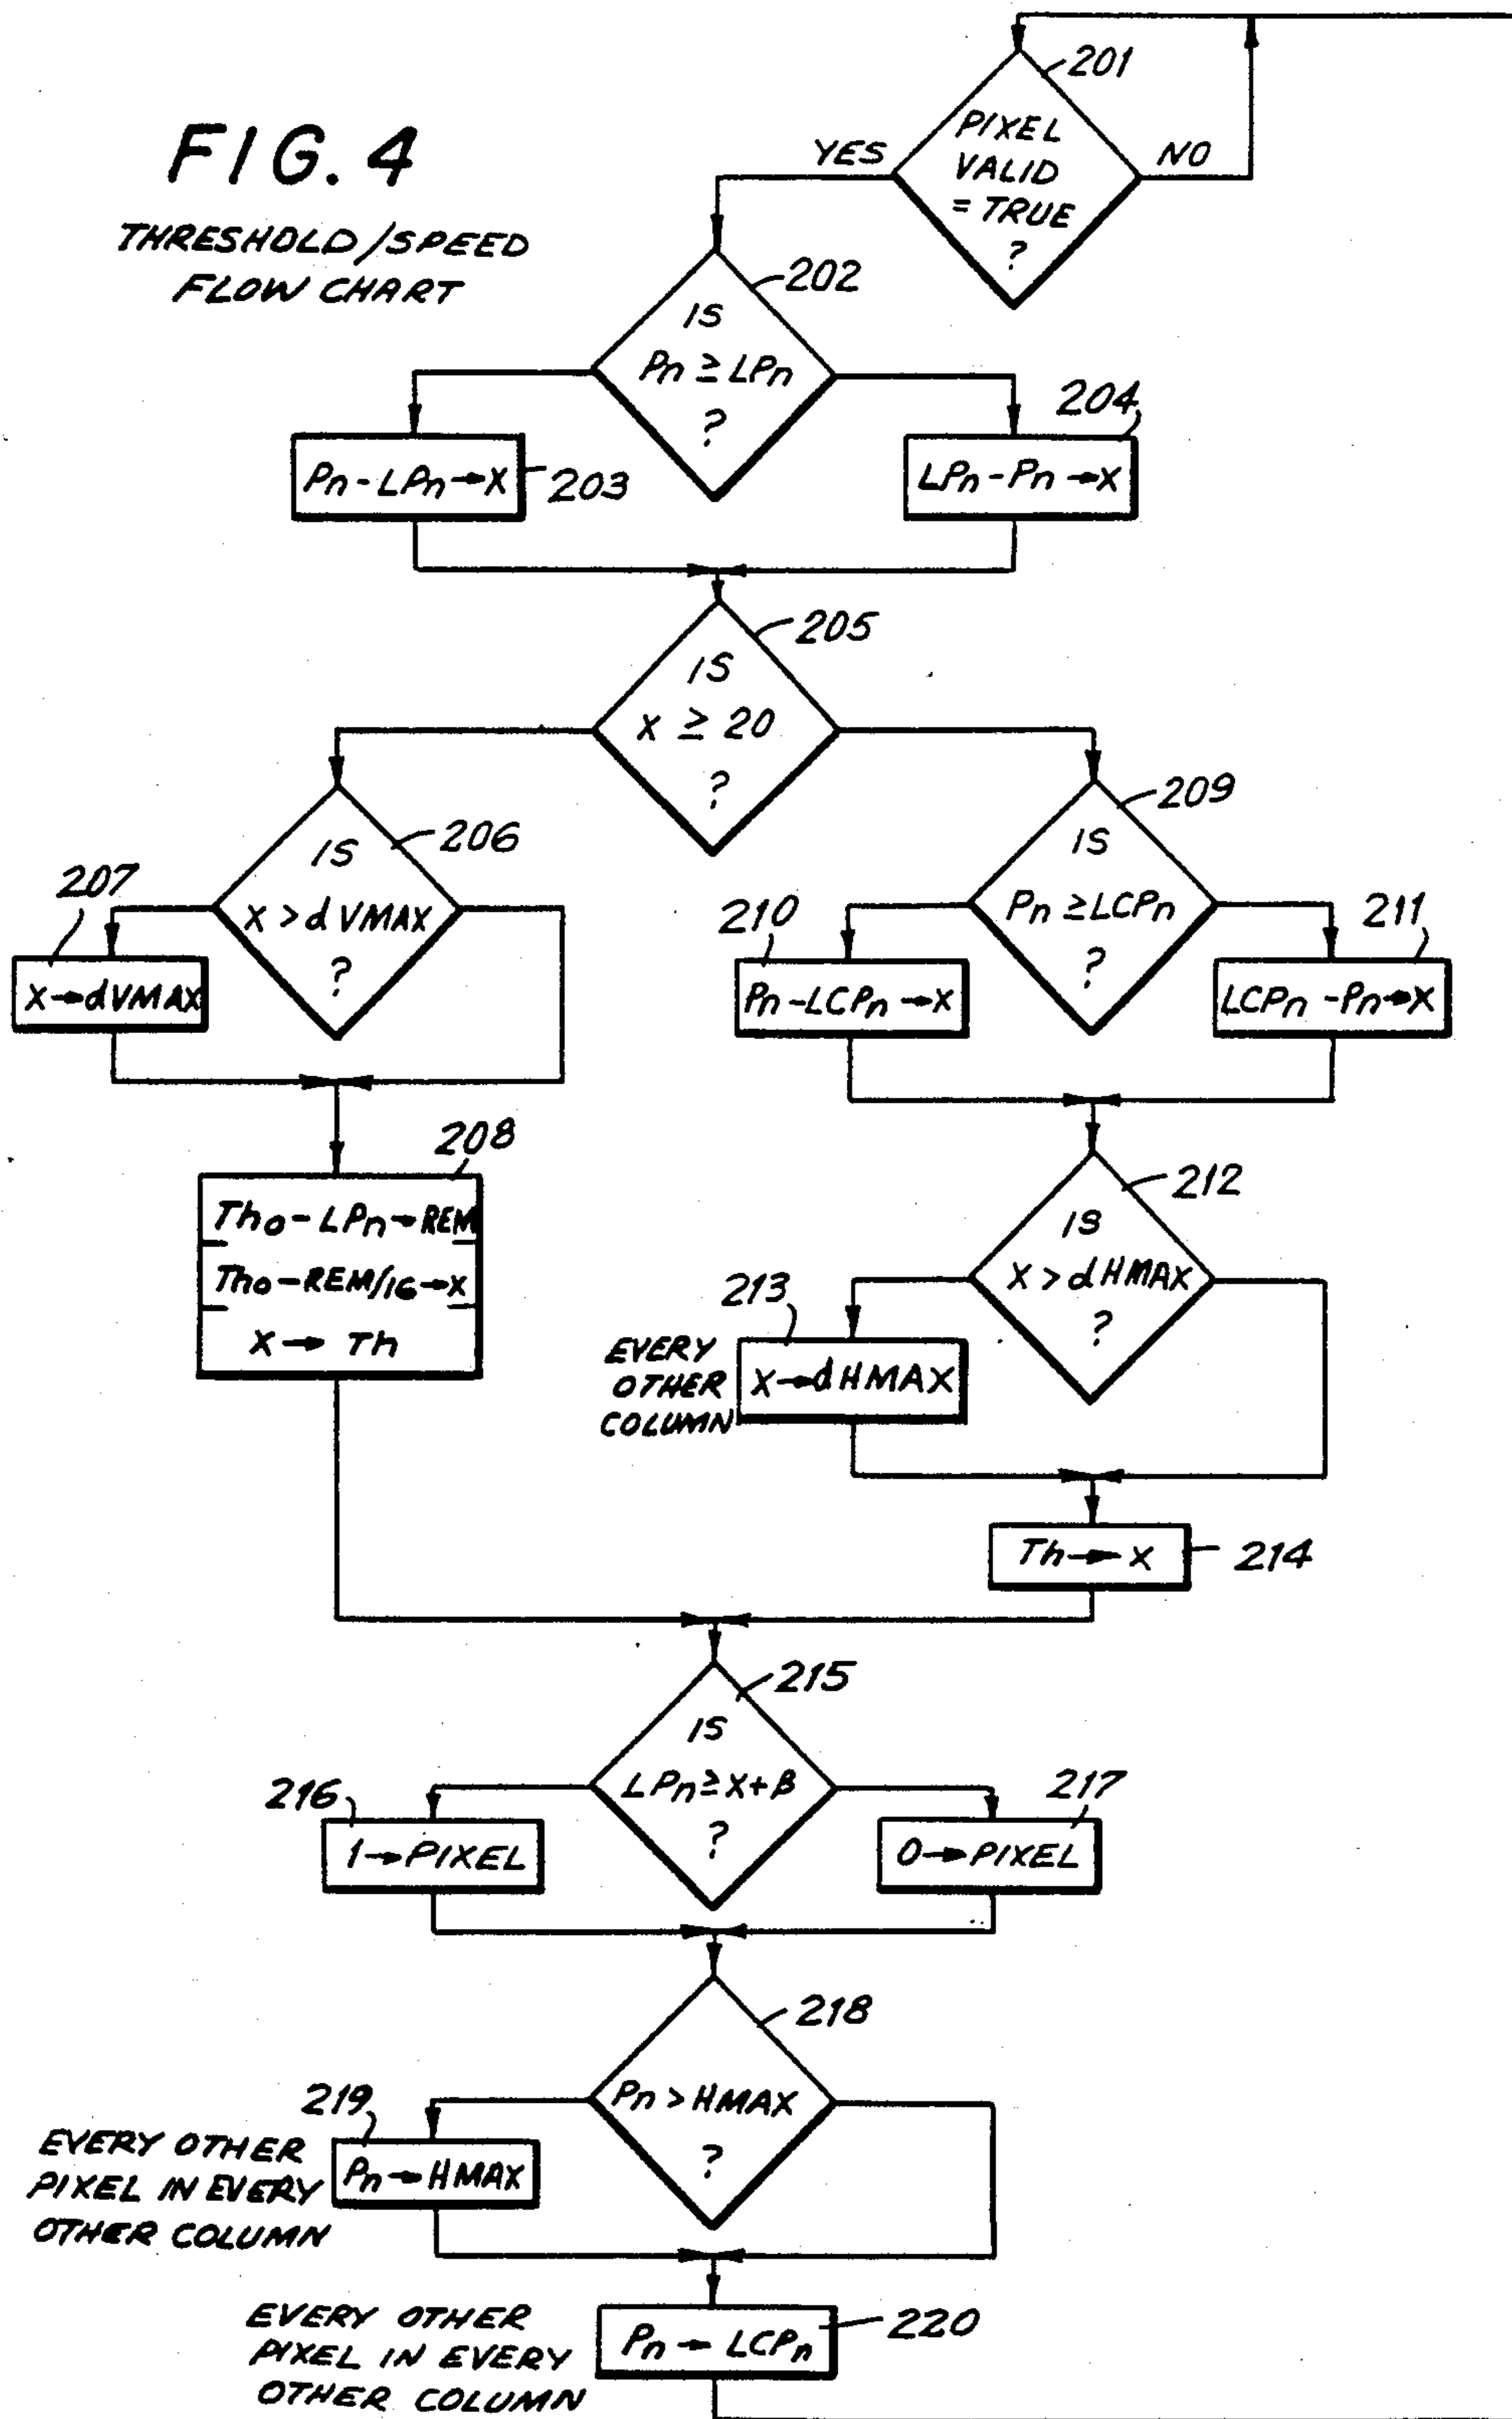 FIG. 4
THRESHOLD/SPEED
FLOW CHART
201
PIXEL
VALID
= TRUE
?
YES
NO
202
IS
Pn ≥ LPn
?
Pn - LPn → X
203
204
LPn - Pn → X
205
IS
X ≥ 20
?
206
IS
X > dVMAX
?
207
X → dVMAX
208
Tho - LPn → REM
Tho - REM/16 → X
X → Th
209
IS
Pn ≥ LCPn
?
210
Pn - LCPn → X
211
LCPn - Pn → X
212
IS
X > dHMAX
?
213
EVERY
OTHER
COLUMN
X → dHMAX
Th → X
214
215
IS
LPn ≥ X + β
?
216
1 → PIXEL
217
0 → PIXEL
218
Pn > HMAX
?
219
EVERY OTHER
PIXEL IN EVERY
OTHER COLUMN
Pn → HMAX
EVERY OTHER
PIXEL IN EVERY
OTHER COLUMN
Pn → LCPn
220